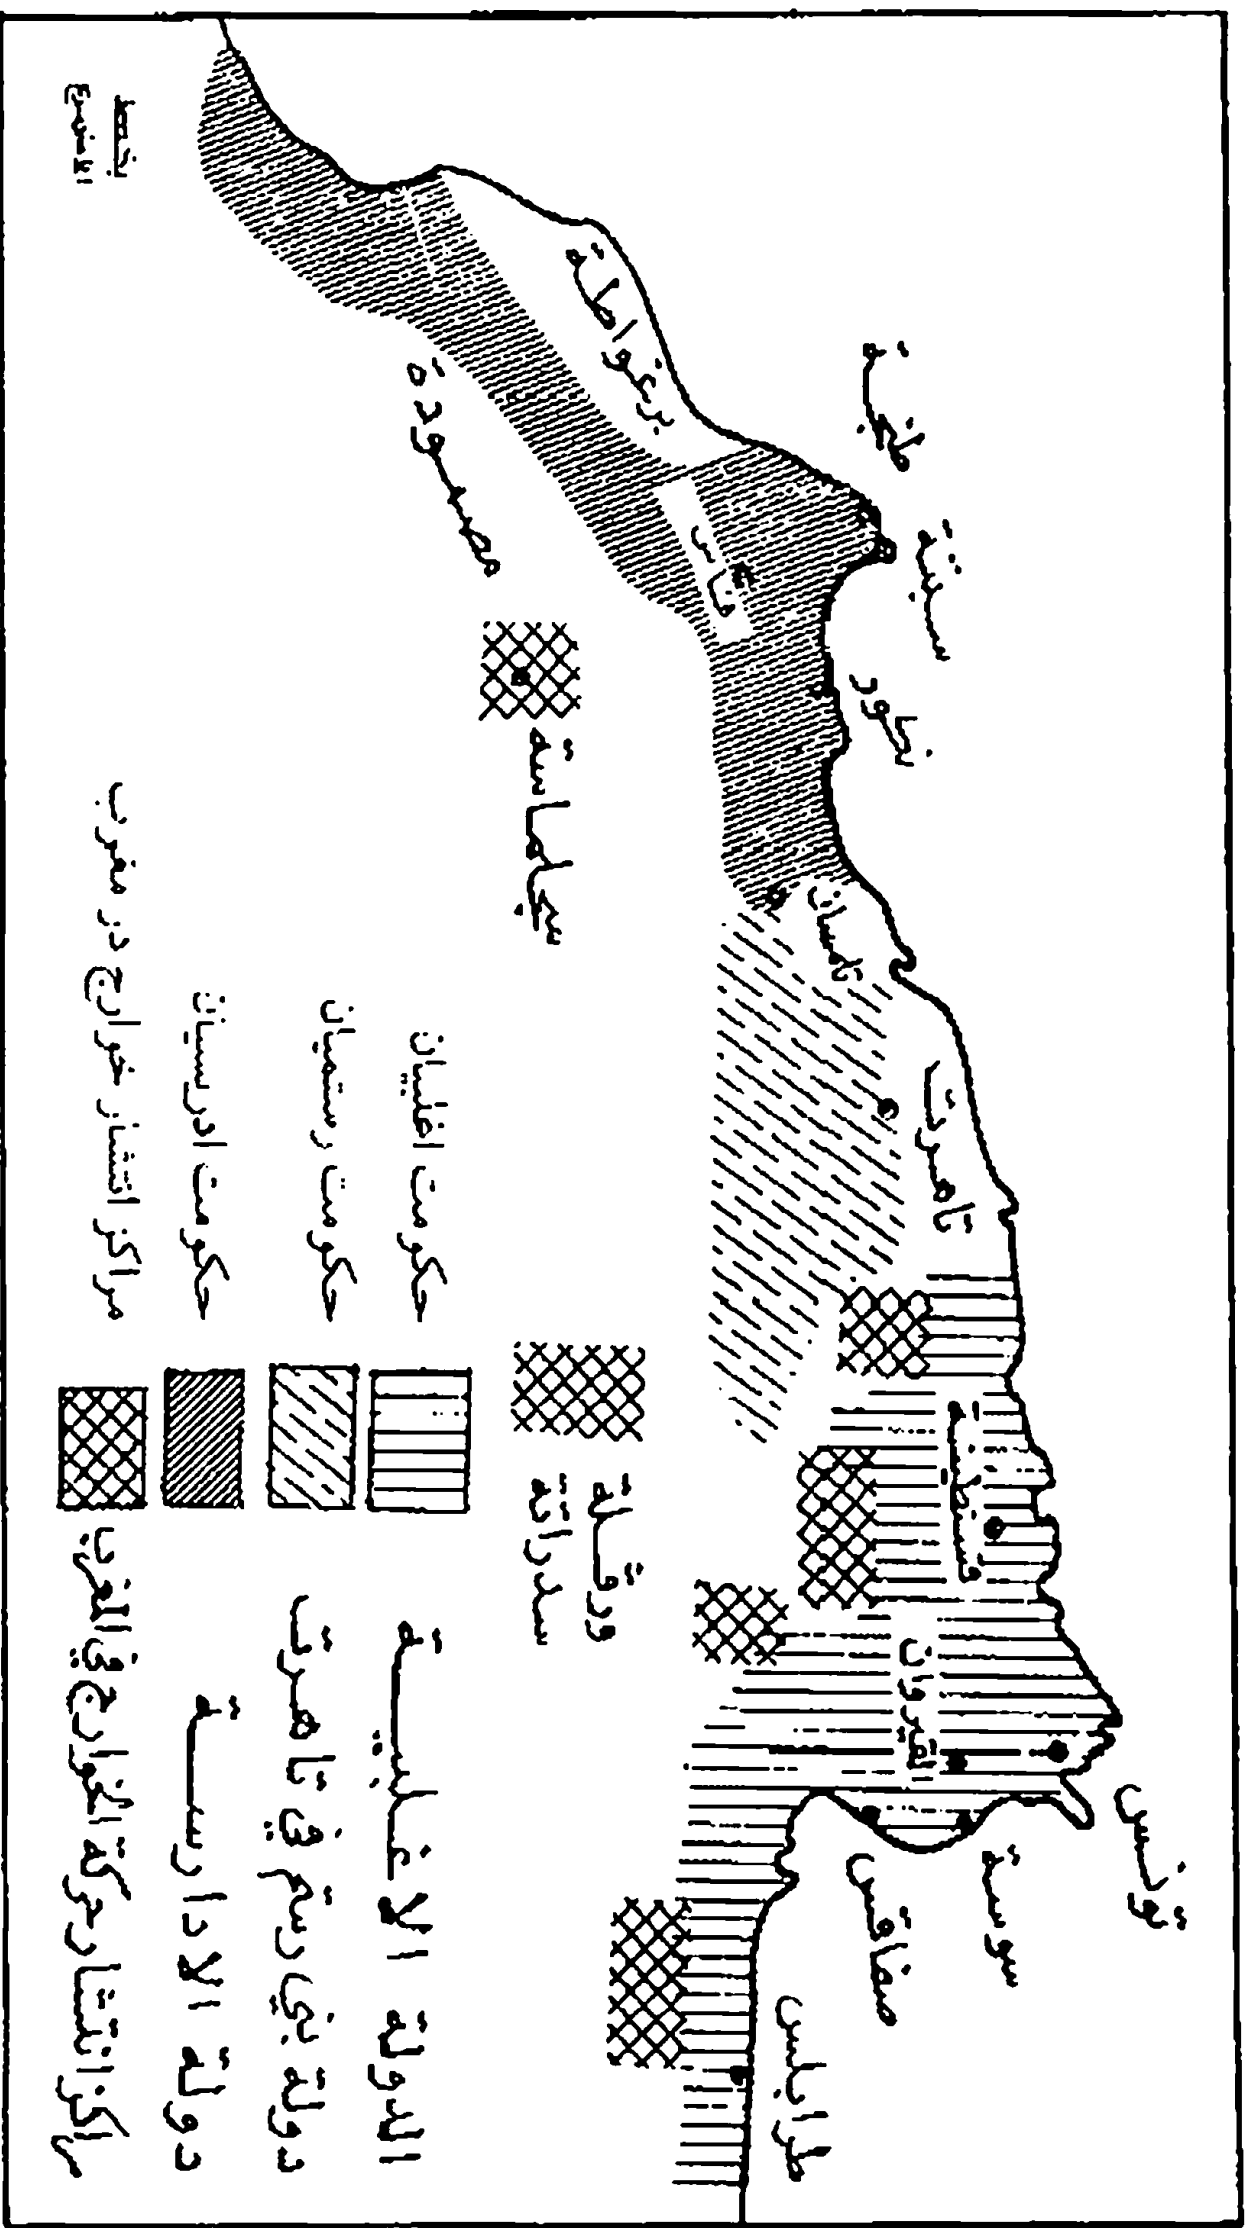 طنجة
سبتة
نكور
برغواطة
فاس
مصمودة
تلمسان
تاهرت
سجلماسة
قسنطينة
القيروان
تونس
سوسة
صفاقس
طرابلس
ورقلة
سدراتة
الدولة الاغلبية
حكومت اغلبيان
دولة بني رستم في تاهرت
حكومت رستميان
دولة الادارسة
حكومت ادرسيان
مراكز انتشار حركة الخوارج في المغرب
مراكز انتشار خوارج در مغرب